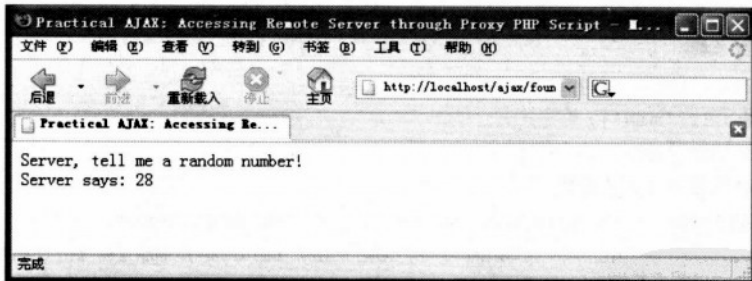 Practical AJAX: Accessing Remote Server through Proxy PHP Script - M...
文件 (F) 编辑 (E) 查看 (V) 转到 (G) 书签 (B) 工具 (T) 帮助 (H)
后退 前进 重新载入 停止 主页 http://localhost/ajax/foun G
Practical AJAX: Accessing Re...
Server, tell me a random number!
Server says: 28
完成